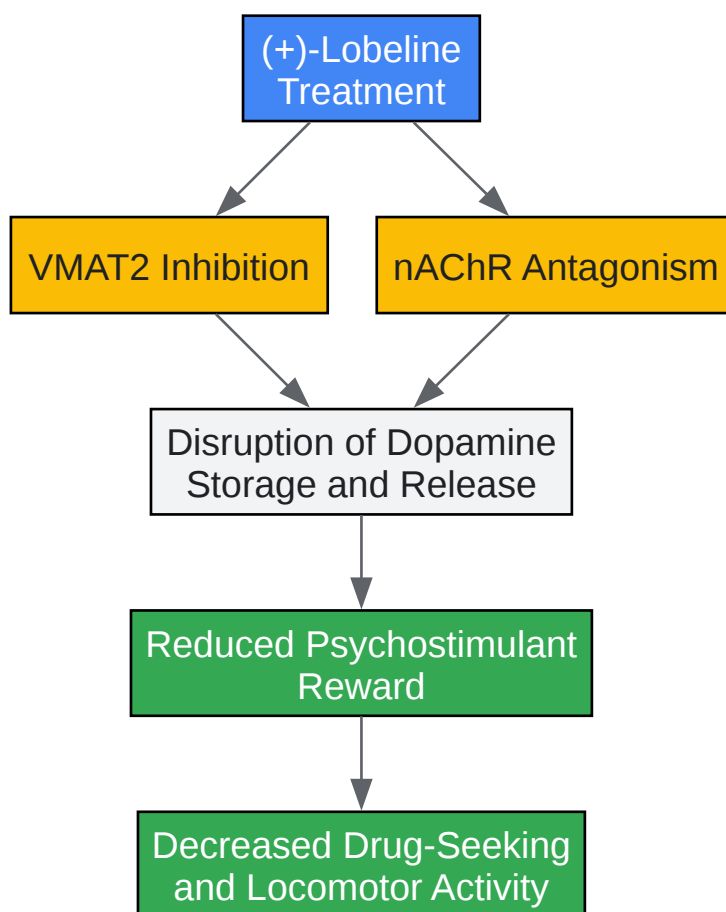 (+)-Lobeline
Treatment
VMAT2 Inhibition
nAChR Antagonism
Disruption of Dopamine
Storage and Release
Reduced Psychostimulant
Reward
Decreased Drug-Seeking
and Locomotor Activity